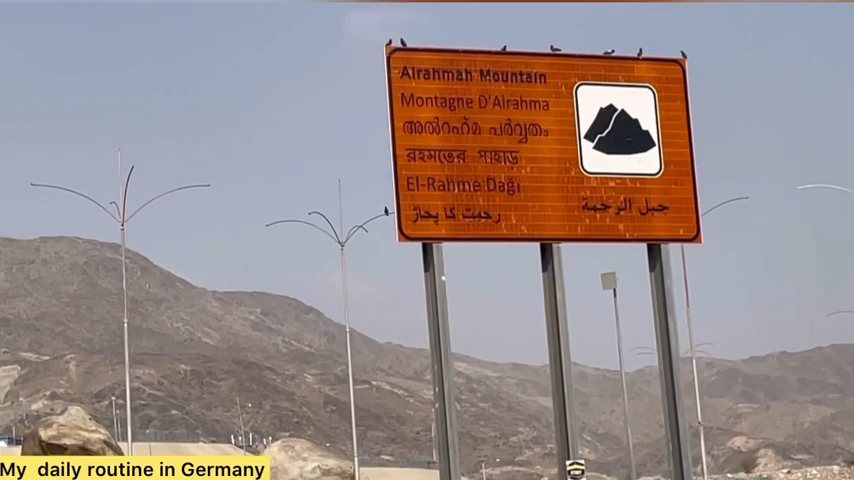 Alrahmah Mountain
Montagne D'Alrahma
അൽറഹ്‌മ പർവ്വതം
রহমতের পাহাড়
El-Rahme Dağı
رحمت کا پہاڑ
جبل الرحمة
My daily routine in Germany